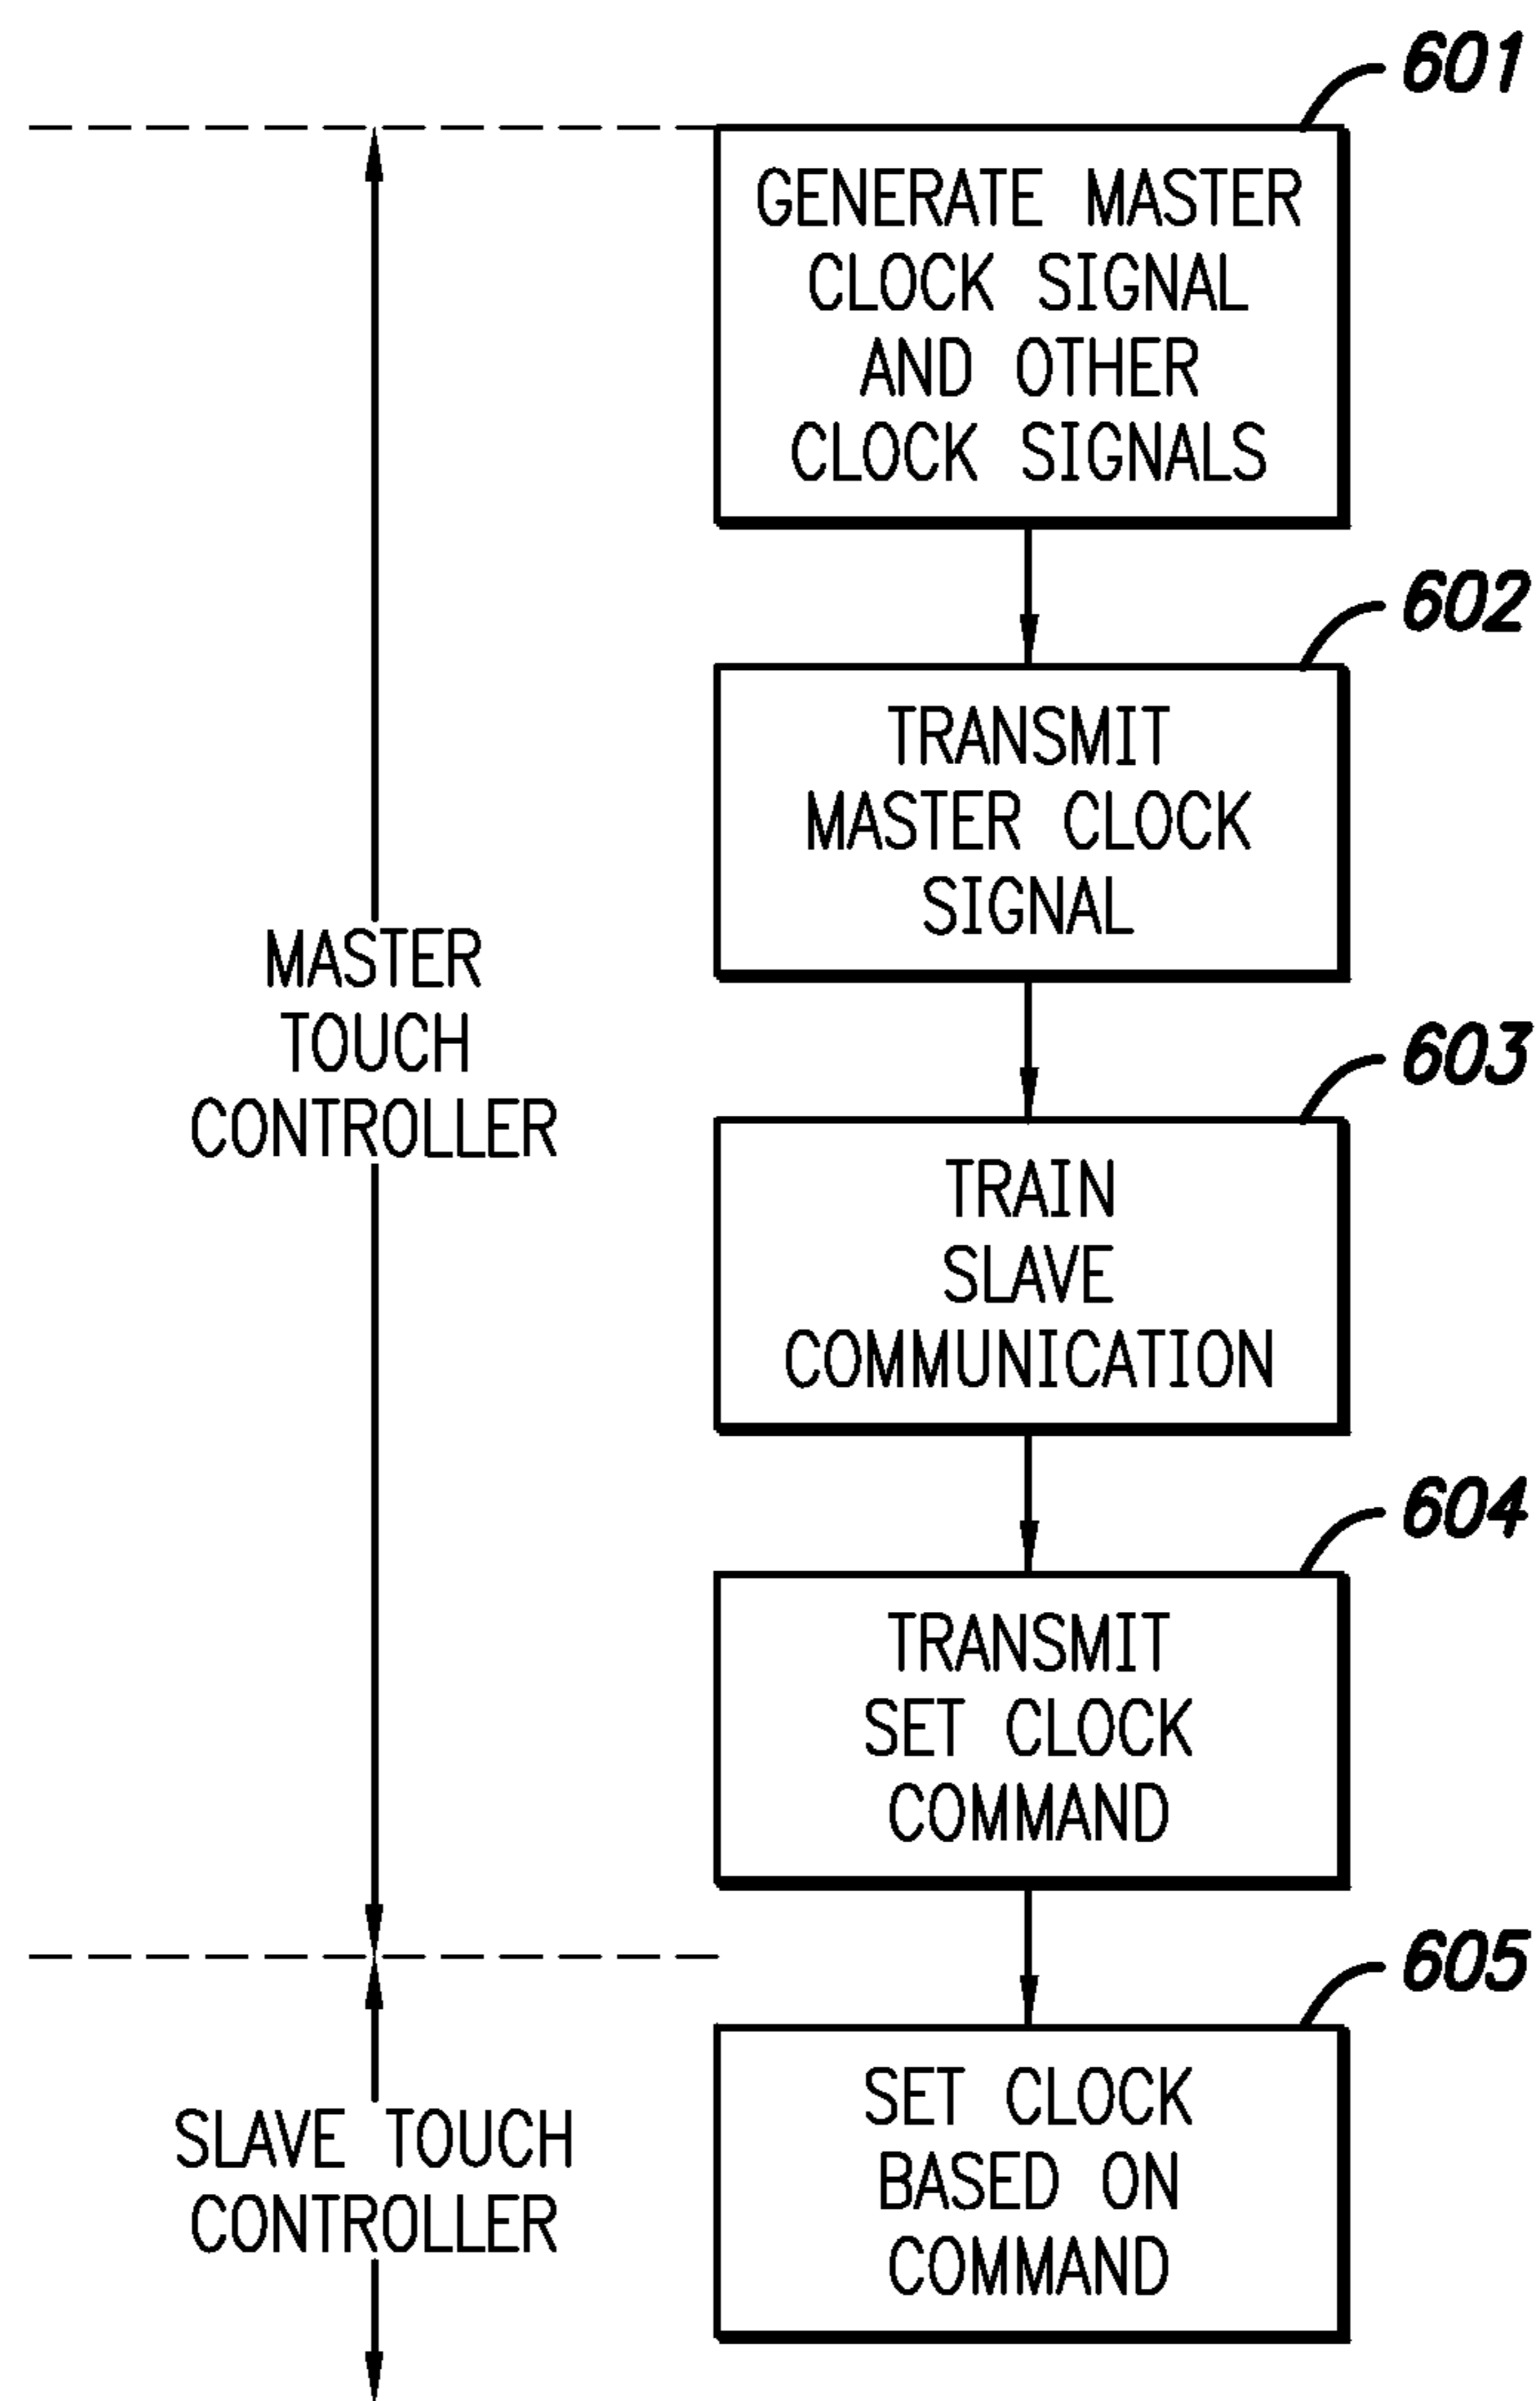 601
GENERATE MASTER
CLOCK SIGNAL
AND OTHER
CLOCK SIGNALS
602
TRANSMIT
MASTER CLOCK
SIGNAL
MASTER
TOUCH
CONTROLLER
603
TRAIN
SLAVE
COMMUNICATION
604
TRANSMIT
SET CLOCK
COMMAND
605
SET CLOCK
BASED ON
COMMAND
SLAVE TOUCH
CONTROLLER